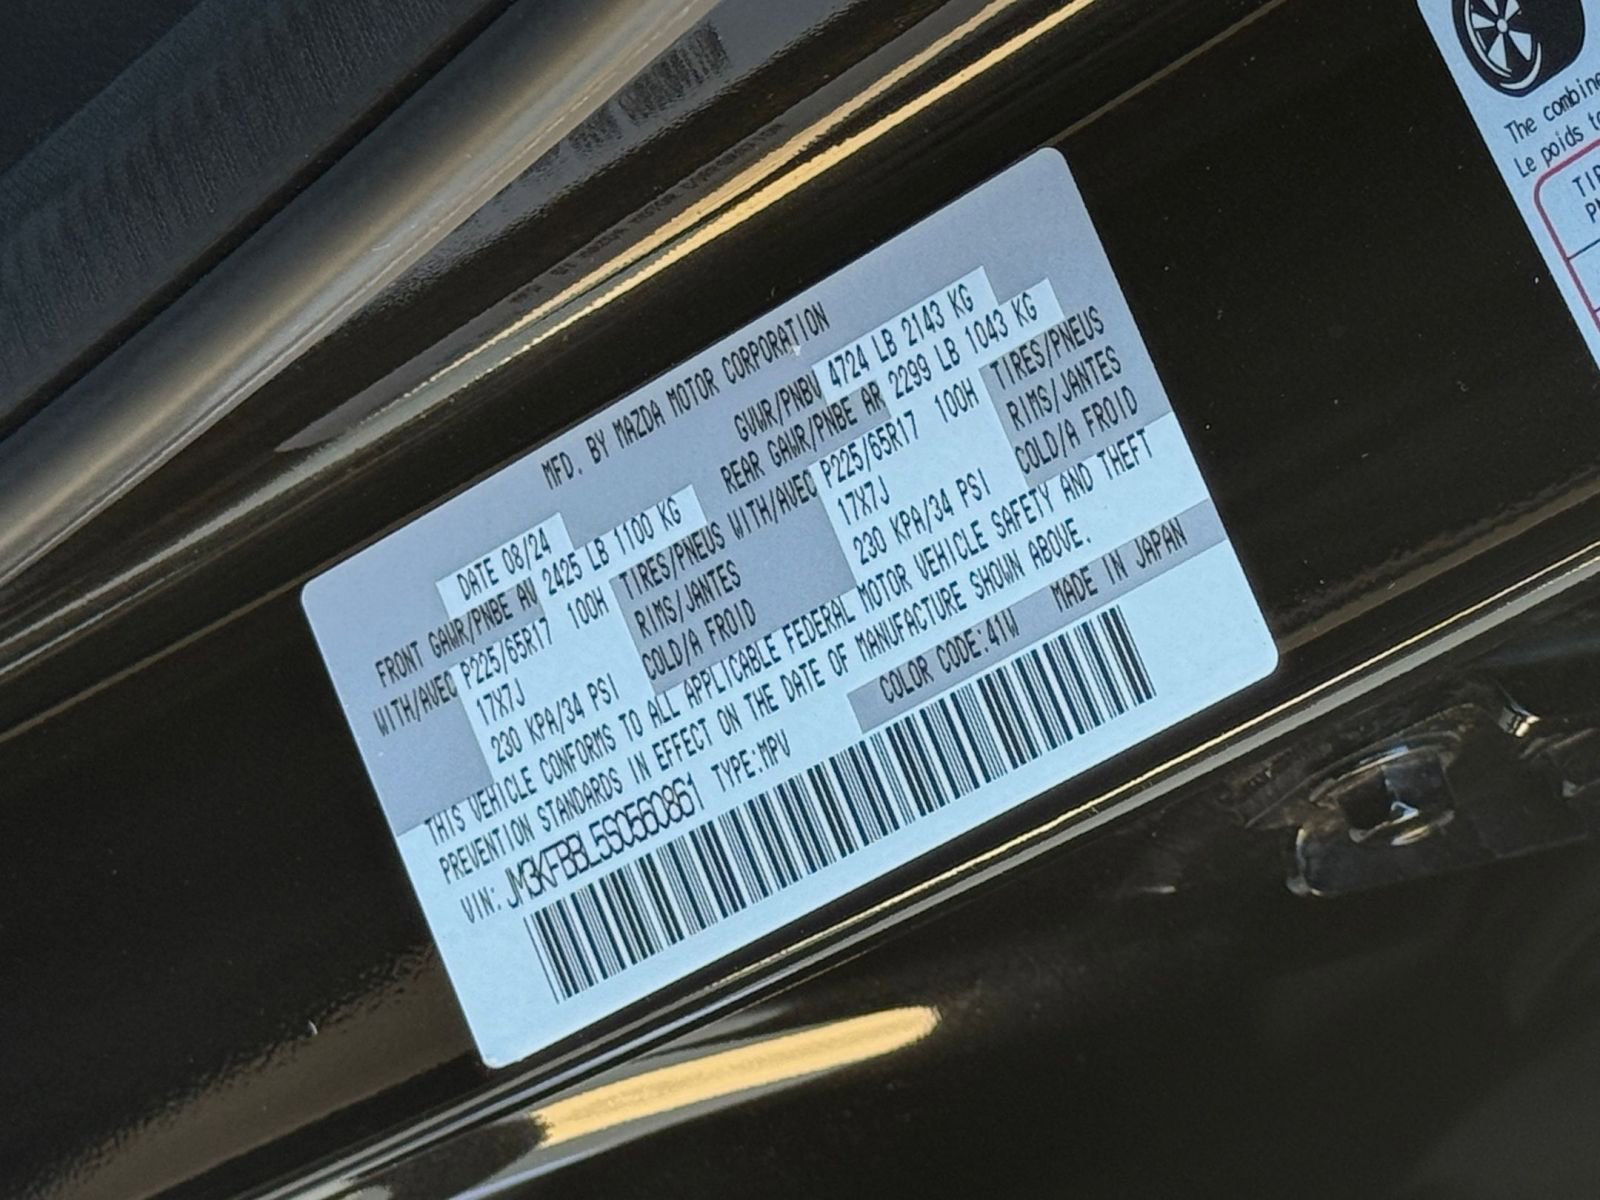 MFD. BY MAZDA MOTOR CORPORATION
DATE 08/24 GVWR/PNBV 4724 LB 2143 KG
FRONT GAWR/PNBE AV 2425 LB 1100 KG REAR GAWR/PNBE AR 2299 LB 1043 KG
WITH/AVEC P225/65R17 100H TIRES/PNEUS WITH/AVEC P225/65R17 100H TIRES/PNEUS
17X7J RIMS/JANTES 17X7J RIMS/JANTES
230 KPA/34 PSI COLD/A FROID 230 KPA/34 PSI COLD/A FROID
THIS VEHICLE CONFORMS TO ALL APPLICABLE FEDERAL MOTOR VEHICLE SAFETY AND THEFT
PREVENTION STANDARDS IN EFFECT ON THE DATE OF MANUFACTURE SHOWN ABOVE.
VIN: JM3KFBBL5S0560861 TYPE:MPV COLOR CODE:41W MADE IN JAPAN
The combine
Le poids to
TIR
PN